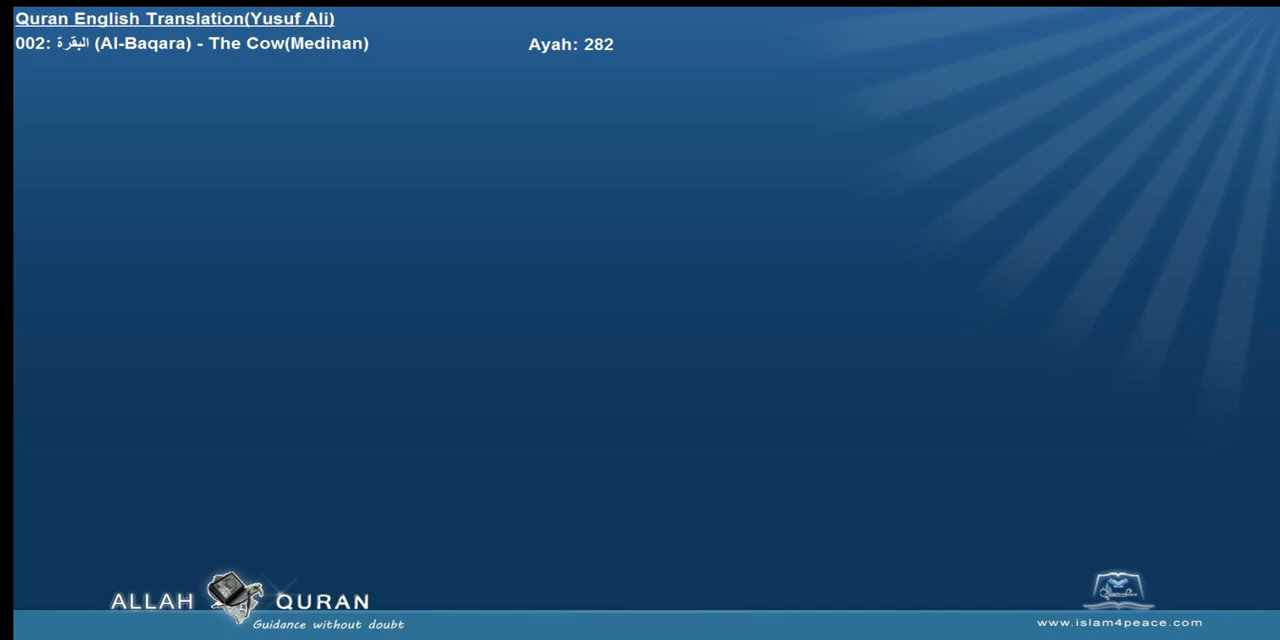 Quran English Translation(Yusuf Ali)
002: البقرة (Al-Baqara) - The Cow(Medinan)
Ayah: 282
ALLAH QURAN
Guidance without doubt
www.islam4peace.com